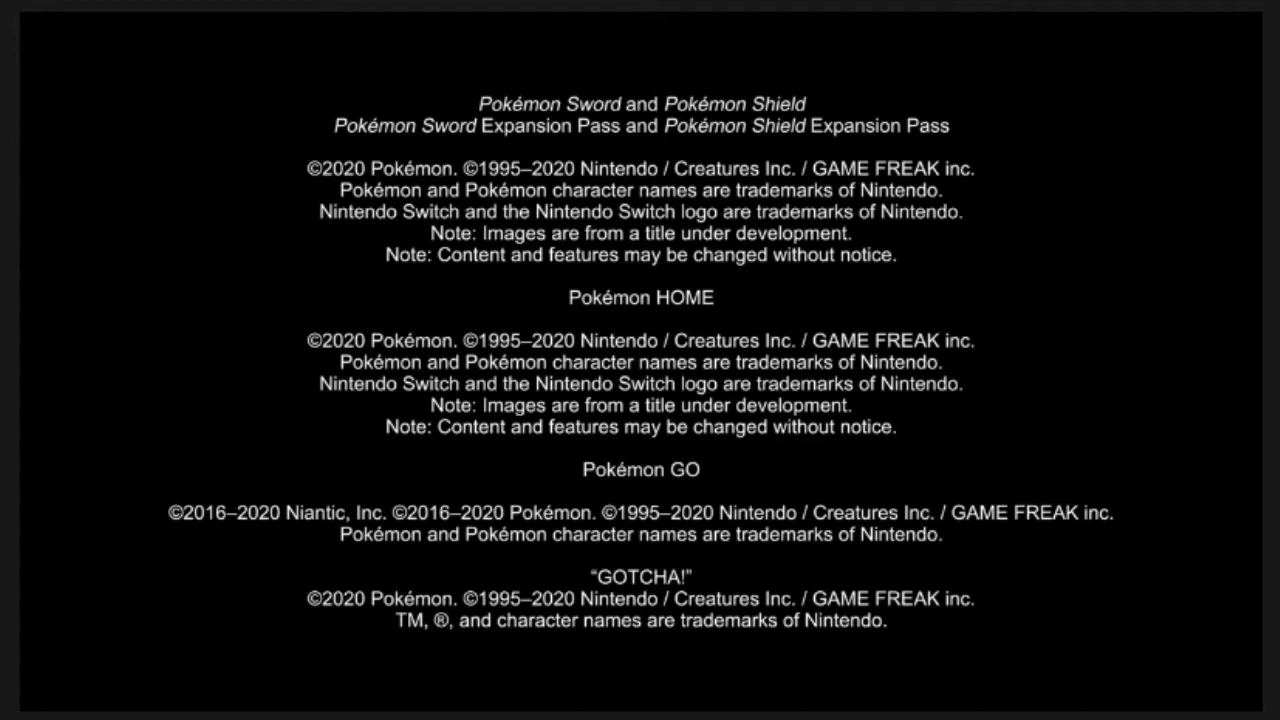 Pokémon Sword and Pokémon Shield
Pokémon Sword Expansion Pass and Pokémon Shield Expansion Pass
©2020 Pokémon. ©1995–2020 Nintendo / Creatures Inc. / GAME FREAK inc.
Pokémon and Pokémon character names are trademarks of Nintendo.
Nintendo Switch and the Nintendo Switch logo are trademarks of Nintendo.
Note: Images are from a title under development.
Note: Content and features may be changed without notice.
Pokémon HOME
©2020 Pokémon. ©1995–2020 Nintendo / Creatures Inc. / GAME FREAK inc.
Pokémon and Pokémon character names are trademarks of Nintendo.
Nintendo Switch and the Nintendo Switch logo are trademarks of Nintendo.
Note: Images are from a title under development.
Note: Content and features may be changed without notice.
Pokémon GO
©2016–2020 Niantic, Inc. ©2016–2020 Pokémon. ©1995–2020 Nintendo / Creatures Inc. / GAME FREAK inc.
Pokémon and Pokémon character names are trademarks of Nintendo.
“GOTCHA!”
©2020 Pokémon. ©1995–2020 Nintendo / Creatures Inc. / GAME FREAK inc.
TM, ®, and character names are trademarks of Nintendo.